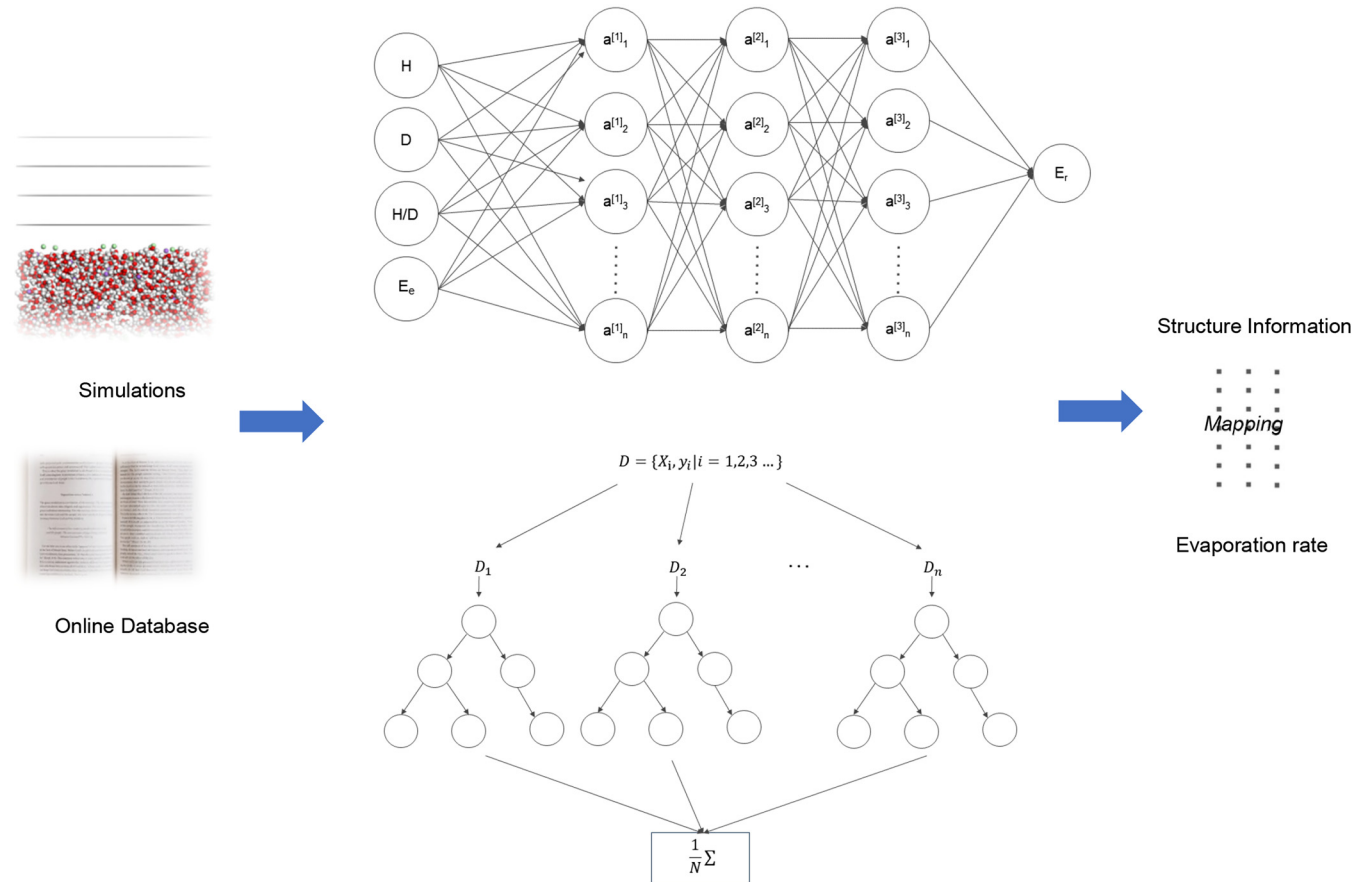 H
D
H/D
Eₑ
a[1]₁
a[1]₂
a[1]₃
a[1]ₙ
a[2]₁
a[2]₂
a[2]₃
a[2]ₙ
a[3]₁
a[3]₂
a[3]₃
a[3]ₙ
Eᵣ
Simulations
Online Database
D = {Xᵢ, yᵢ|i = 1,2,3 ...}
D₁
D₂
...
Dₙ
1/N Σ
Structure Information
Mapping
Evaporation rate